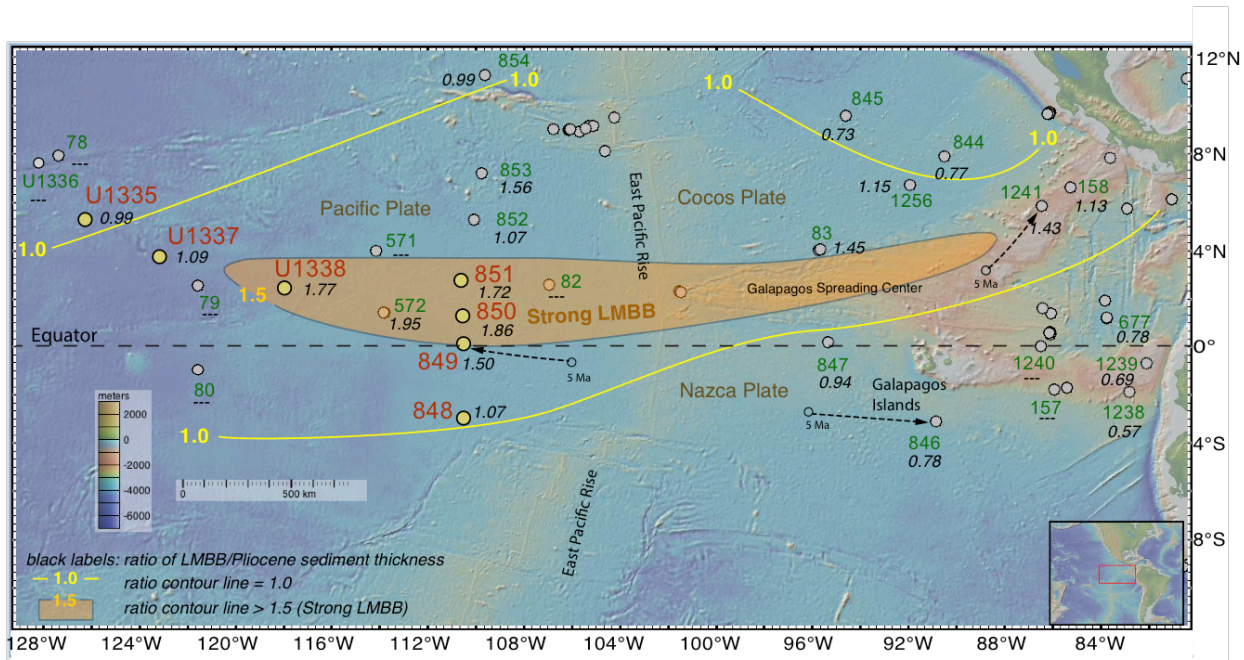 12°N
854
0.99
1.0
1.0
845
0.73
1.0
78
---
844
0.77
8°N
U1336
---
853
1.56
1.15
1256
1241
158
1.13
1.43
U1335
0.99
Pacific Plate
East Pacific Rise
Cocos Plate
852
1.07
1.0
U1337
1.09
571
---
83
1.45
4°N
U1338
1.77
851
1.72
82
---
5 Ma
79
---
1.5
572
1.95
850
1.86
Strong LMBB
Galapagos Spreading Center
677
0.78
Equator
849
1.50
5 Ma
847
0.94
1240
---
1239
0.69
0°
80
---
Nazca Plate
Galapagos
Islands
157
---
1238
0.57
848
1.07
1.0
5 Ma
846
0.78
4°S
meters
2000
0
-2000
-4000
-6000
0
500 km
East Pacific Rise
8°S
black labels: ratio of LMBB/Pliocene sediment thickness
1.0
ratio contour line = 1.0
1.5
ratio contour line > 1.5 (Strong LMBB)
128°W
124°W
120°W
116°W
112°W
108°W
104°W
100°W
96°W
92°W
88°W
84°W